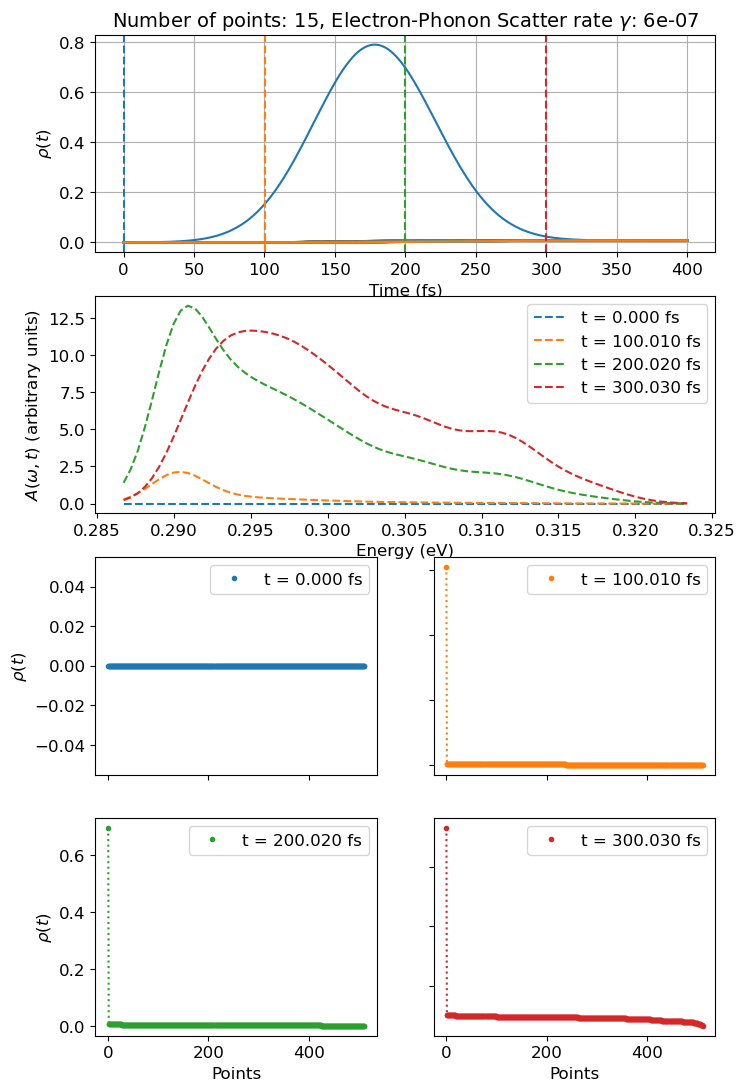 Number of points: 15, Electron-Phonon Scatter rate γ: 6e-07
ρ(t)
0.8
0.6
0.4
0.2
0.0
0 50 100 150 200 250 300 350 400
Time (fs)
A(ω, t) (arbitrary units)
12.5
10.0
7.5
5.0
2.5
0.0
t = 0.000 fs
t = 100.010 fs
t = 200.020 fs
t = 300.030 fs
0.285 0.290 0.295 0.300 0.305 0.310 0.315 0.320 0.325
Energy (eV)
ρ(t)
0.04
0.02
0.00
−0.02
−0.04
t = 0.000 fs
t = 100.010 fs
ρ(t)
0.6
0.4
0.2
0.0
t = 200.020 fs
0 200 400
Points
t = 300.030 fs
0 200 400
Points